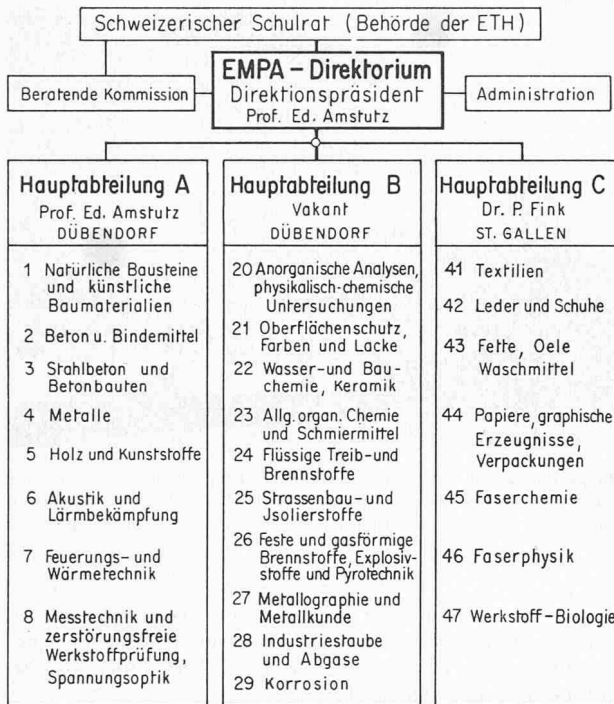 Schweizerischer Schulrat (Behörde der ETH)
EMPA – Direktorium
Direktionspräsident
Prof. Ed. Amstutz
Beratende Kommission
Administration
Hauptabteilung A
Prof. Ed. Amstutz
DÜBENDORF
1 Natürliche Bausteine
und künstliche
Baumaterialien
2 Beton u. Bindemittel
3 Stahlbeton und
Betonbauten
4 Metalle
5 Holz und Kunststoffe
6 Akustik und
Lärmbekämpfung
7 Feuerungs- und
Wärmetechnik
8 Messtechnik und
zerstörungsfreie
Werkstoffprüfung,
Spannungsoptik
Hauptabteilung B
Vakant
DÜBENDORF
20 Anorganische Analysen,
physikalisch-chemische
Untersuchungen
21 Oberflächenschutz,
Farben und Lacke
22 Wasser- und Bau-
chemie, Keramik
23 Allg. organ. Chemie
und Schmiermittel
24 Flüssige Treib- und
Brennstoffe
25 Strassenbau- und
Jsolierstoffe
26 Feste und gasförmige
Brennstoffe, Explosiv-
stoffe und Pyrotechnik
27 Metallographie und
Metallkunde
28 Industriestaube
und Abgase
29 Korrosion
Hauptabteilung C
Dr. P. Fink
ST. GALLEN
41 Textilien
42 Leder und Schuhe
43 Fette, Oele
Waschmittel
44 Papiere, graphische
Erzeugnisse,
Verpackungen
45 Faserchemie
46 Faserphysik
47 Werkstoff-Biologie